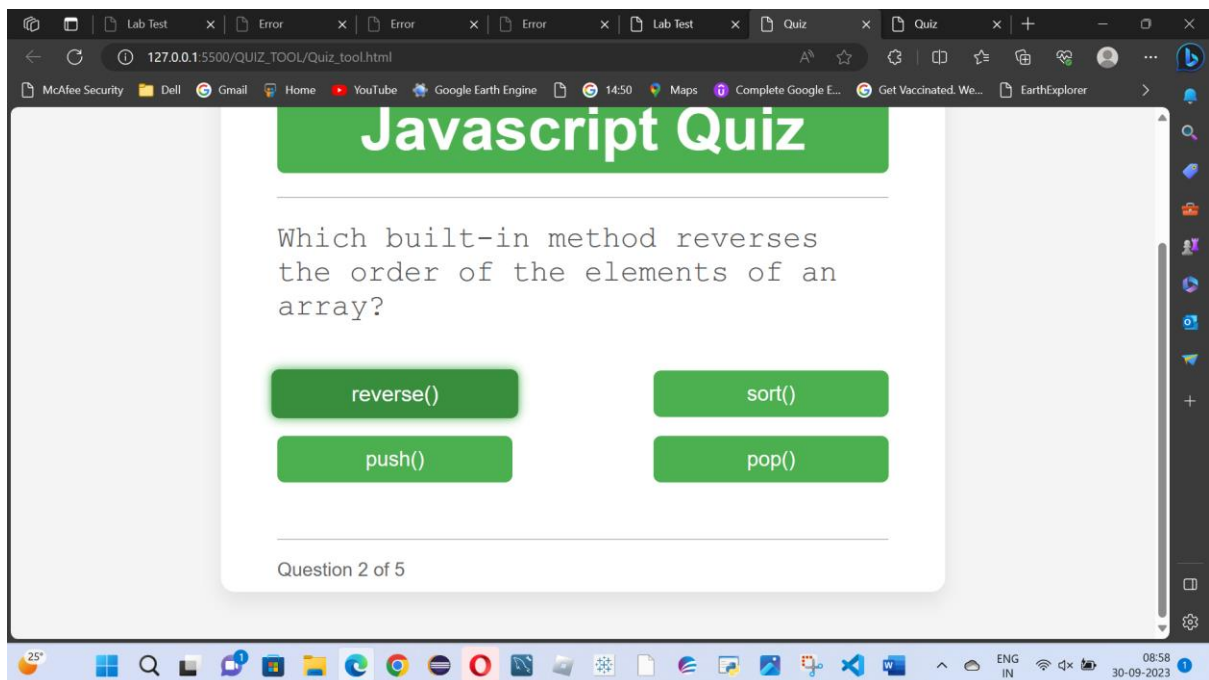 Lab Test
Error
Error
Error
Lab Test
Quiz
Quiz
127.0.0.1:5500/QUIZ_TOOL/Quiz_tool.html
McAfee Security
Dell
Gmail
Home
YouTube
Google Earth Engine
14:50
Maps
Complete Google E...
Get Vaccinated. We...
EarthExplorer
Javascript Quiz
Which built-in method reverses
the order of the elements of an
array?
reverse()
sort()
push()
pop()
Question 2 of 5
25°
ENG
IN
08:58
30-09-2023
1